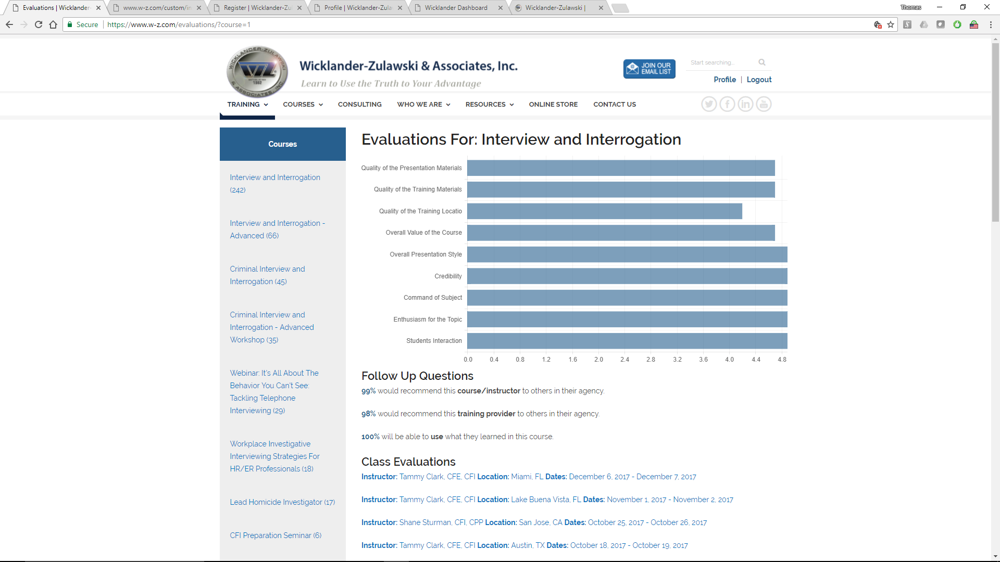 Evaluations | Wicklander-
www.w-z.com/custom/in
Register | Wicklander-Zul
Profile | Wicklander-Zula
Wicklander Dashboard
Wicklander-Zulawski |
Thomas
Secure
https://www.w-z.com/evaluations/?course=1
WICKLANDER-ZULAWSKI
WZ
ESTABLISHED
1982
& ASSOCIATES, INC.
Wicklander-Zulawski & Associates, Inc.
Learn to Use the Truth to Your Advantage
JOIN OUR
EMAIL LIST
Start searching...
Profile | Logout
TRAINING COURSES CONSULTING WHO WE ARE RESOURCES ONLINE STORE CONTACT US
Courses
Interview and Interrogation
(242)
Interview and Interrogation -
Advanced (66)
Criminal Interview and
Interrogation (45)
Criminal Interview and
Interrogation - Advanced
Workshop (35)
Webinar: It's All About The
Behavior You Can't See:
Tackling Telephone
Interviewing (29)
Workplace Investigative
Interviewing Strategies For
HR/ER Professionals (18)
Lead Homicide Investigator (17)
CFI Preparation Seminar (6)
Evaluations For: Interview and Interrogation
Quality of the Presentation Materials
Quality of the Training Materials
Quality of the Training Locatio
Overall Value of the Course
Overall Presentation Style
Credibility
Command of Subject
Enthusiasm for the Topic
Students Interaction
0.0 0.4 0.8 1.2 1.6 2.0 2.4 2.8 3.2 3.6 4.0 4.4 4.8
Follow Up Questions
99% would recommend this course/instructor to others in their agency.
98% would recommend this training provider to others in their agency.
100% will be able to use what they learned in this course.
Class Evaluations
Instructor: Tammy Clark, CFE, CFI Location: Miami, FL Dates: December 6, 2017 - December 7, 2017
Instructor: Tammy Clark, CFE, CFI Location: Lake Buena Vista, FL Dates: November 1, 2017 - November 2, 2017
Instructor: Shane Sturman, CFI, CPP Location: San Jose, CA Dates: October 25, 2017 - October 26, 2017
Instructor: Tammy Clark, CFE, CFI Location: Austin, TX Dates: October 18, 2017 - October 19, 2017